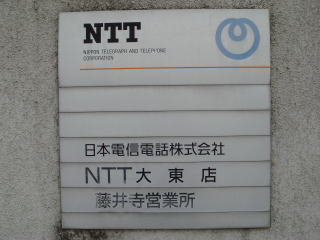 NTT
NIPPON TELEGRAPH AND TELEPHONE
CORPORATION
日本電信電話株式会社
NTT大東店
藤井寺営業所